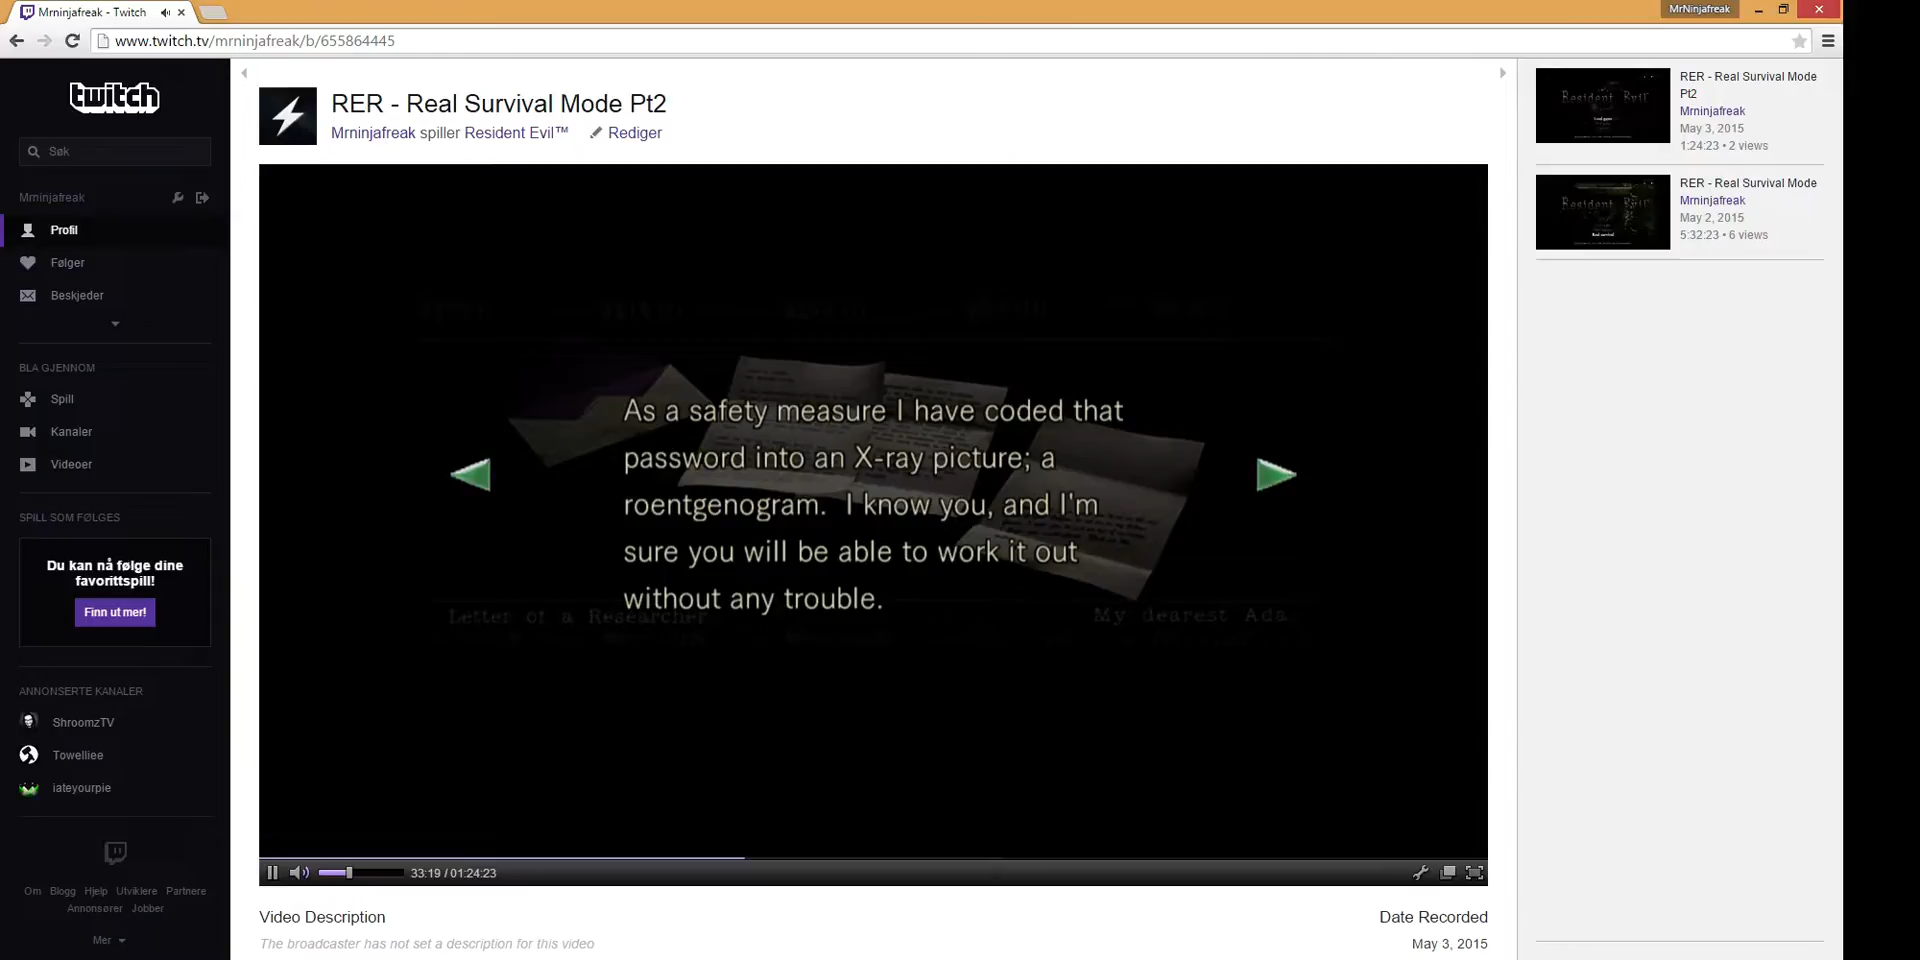 Mrninjafreak - Twitch
MrNinjafreak
www.twitch.tv/mrninjafreak/b/655864445
twitch
Søk
Mrninjafreak
Profil
Følger
Beskjeder
BLA GJENNOM
Spill
Kanaler
Videoer
SPILL SOM FØLGES
Du kan nå følge dine
favorittspill!
Finn ut mer!
ANNONSERTE KANALER
ShroomzTV
Towelliee
iateyourpie
Om Blogg Hjelp Utviklere Partnere
Annonsører Jobber
Mer
RER - Real Survival Mode Pt2
Mrninjafreak spiller Resident Evil™ Rediger
As a safety measure I have coded that
password into an X-ray picture; a
roentgenogram. I know you, and I'm
sure you will be able to work it out
without any trouble.
Letter of a Researcher My dearest Ada
33:19 / 01:24:23
Video Description
The broadcaster has not set a description for this video
Date Recorded
May 3, 2015
Resident Evil
RER - Real Survival Mode
Pt2
Mrninjafreak
May 3, 2015
1:24:23 • 2 views
Resident Evil
RER - Real Survival Mode
Mrninjafreak
May 2, 2015
5:32:23 • 6 views